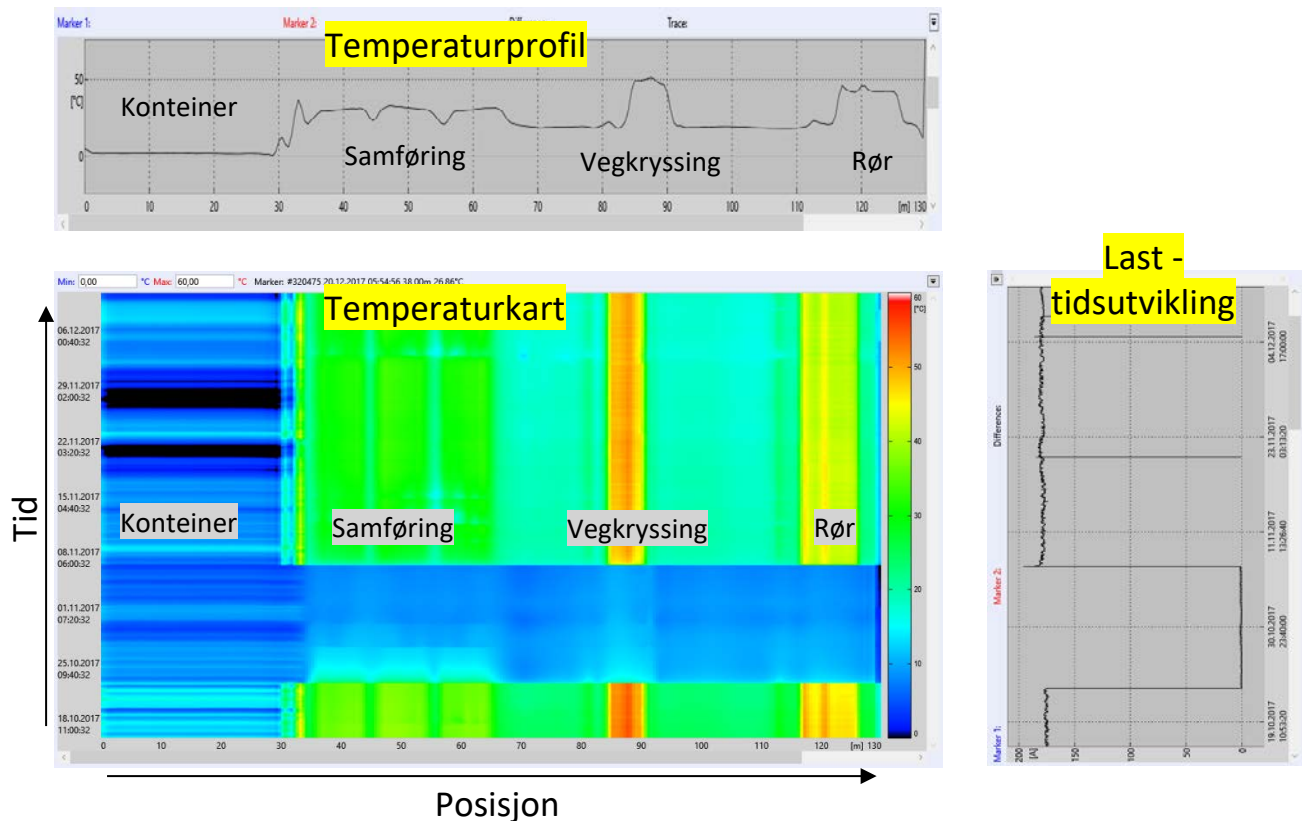 Marker 1:
Marker 2:
Trace:
Temperaturprofil
50
[°C]
0
Konteiner
Samføring
Vegkryssing
Rør
0 10 20 30 40 50 60 70 80 90 100 110 120 [m] 130
Min: 0,00 °C Max: 60,00 °C Marker: #320475 20.12.2017 05:54:56 38.00m 26.86°C
Temperaturkart
Tid
06.12.2017
00:40:32
29.11.2017
02:00:32
22.11.2017
03:20:32
15.11.2017
04:40:32
08.11.2017
06:00:32
01.11.2017
07:20:32
25.10.2017
09:40:32
18.10.2017
11:00:32
Konteiner
Samføring
Vegkryssing
Rør
60
[°C]
50
40
30
20
10
0
0 10 20 30 40 50 60 70 80 90 100 110 120 [m] 130
Posisjon
Last -
tidsutvikling
Marker 1:
Marker 2:
Difference:
200
[A]
150
100
50
0
04.12.2017
17:00:00
23.11.2017
03:13:20
11.11.2017
13:26:40
30.10.2017
23:40:00
19.10.2017
10:53:20